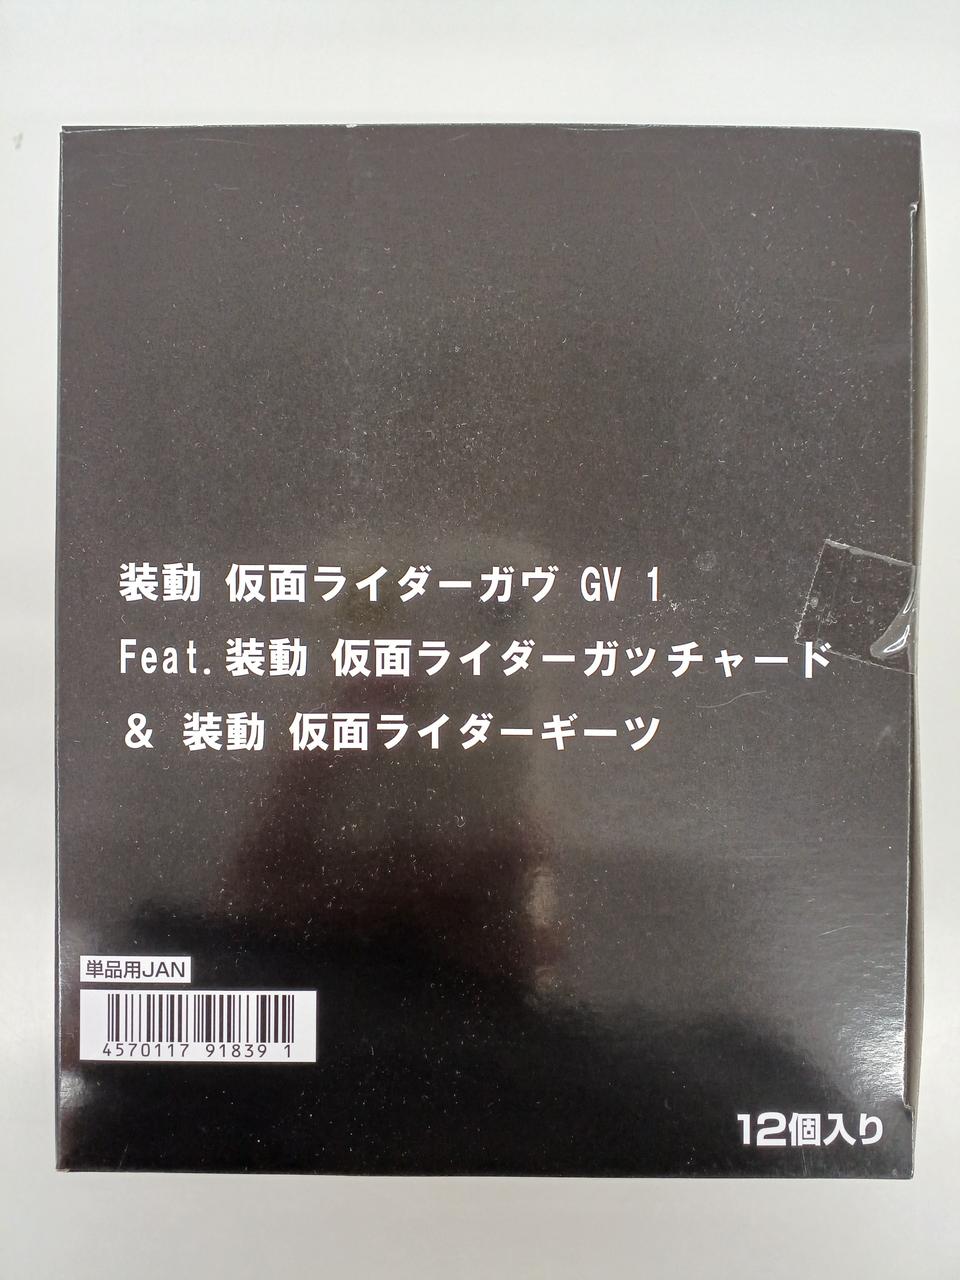 装動 仮面ライダーガヴ GV 1
Feat.装動 仮面ライダーガッチャード
& 装動 仮面ライダーギーツ
単品用JAN
4570117 91839 1
12個入り